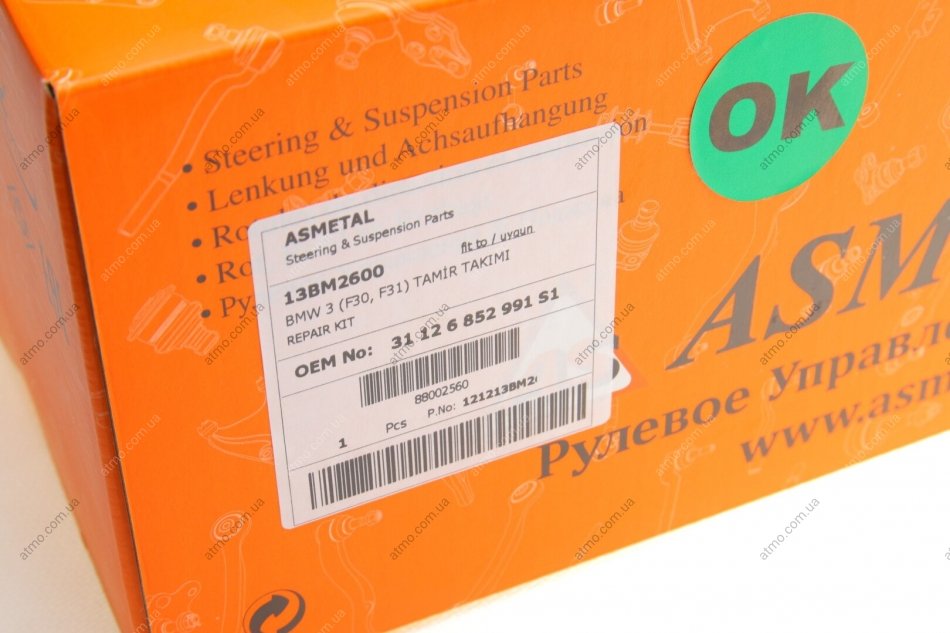 • Steering & Suspension Parts
• Lenkung und Achsaufhangung
OK
ASMETAL
Steering & Suspension Parts
fit to / uygun
13BM2600
BMW 3 (F30, F31) TAMİR TAKIMI
REPAIR KIT
OEM No: 31 12 6 852 991 S1
88002560
1 Pcs P.No: 121213BM26
ASM
Рулевое Управл
www.asm
atmo.com.ua